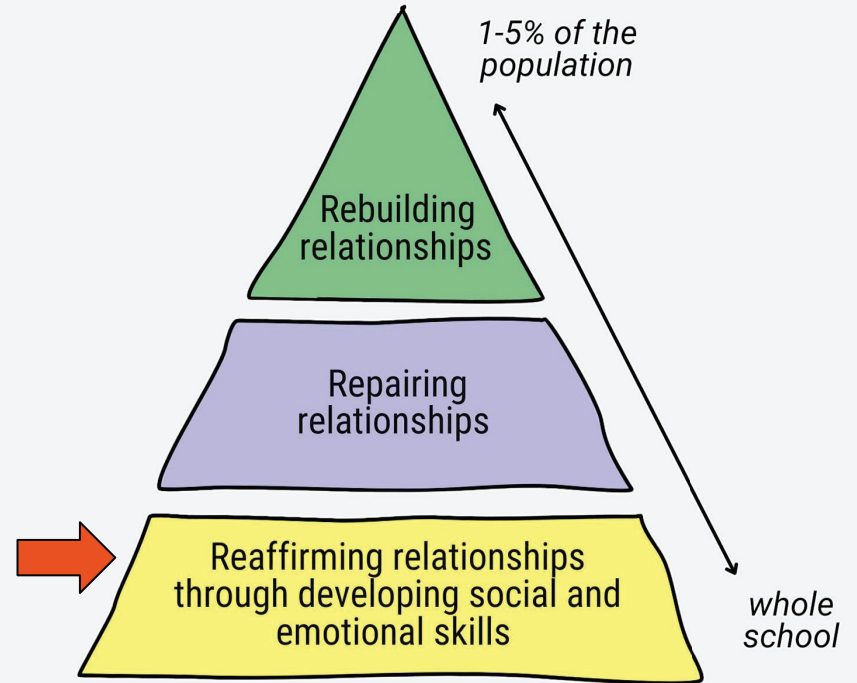 1-5% of the
population
Rebuilding
relationships
Repairing
relationships
Reaffirming relationships
through developing social and
emotional skills
whole
school